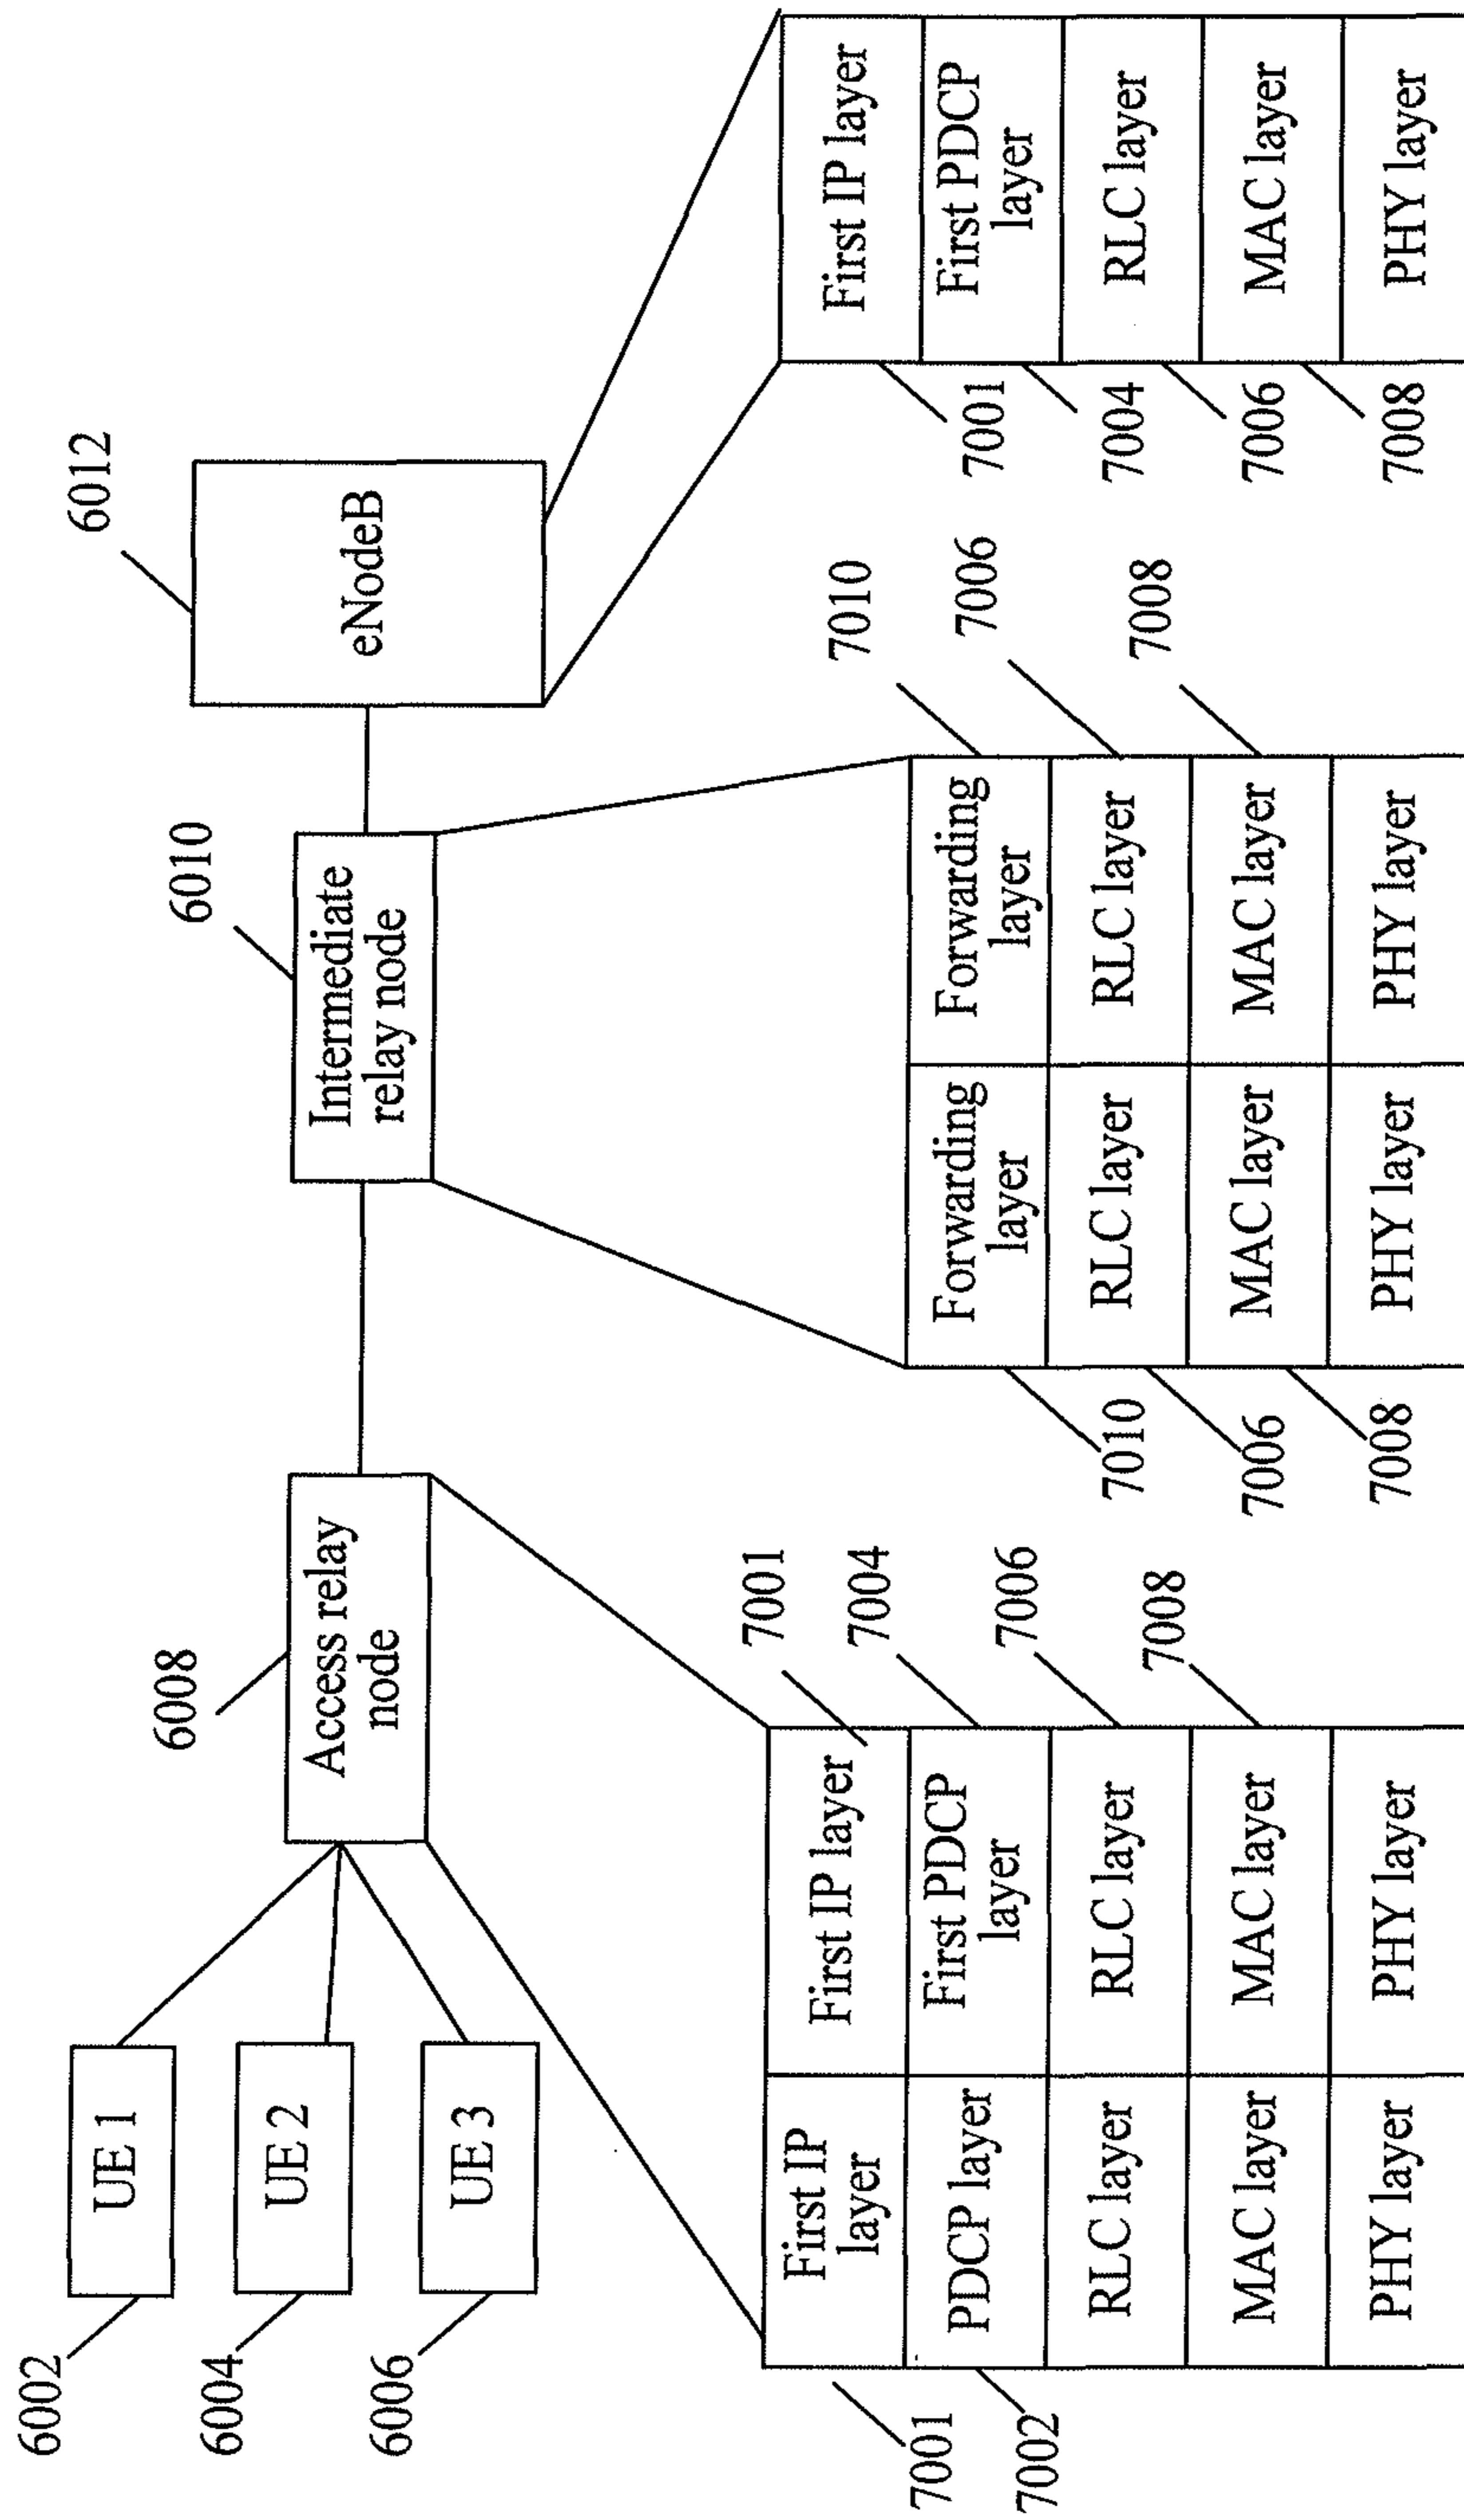 6002
UE 1
6004
UE 2
6006
UE 3
6008
Access relay
node
6010
Intermediate
relay node
6012
eNodeB
7001
First IP
layer
First IP layer
7001
7002
PDCP layer
First PDCP
layer
7004
RLC layer
RLC layer
7006
MAC layer
MAC layer
7008
PHY layer
PHY layer
7010
Forwarding
layer
Forwarding
layer
7010
7006
RLC layer
RLC layer
7006
7008
MAC layer
MAC layer
7008
PHY layer
PHY layer
7001
First IP layer
7004
First PDCP
layer
7006
RLC layer
7008
MAC layer
PHY layer